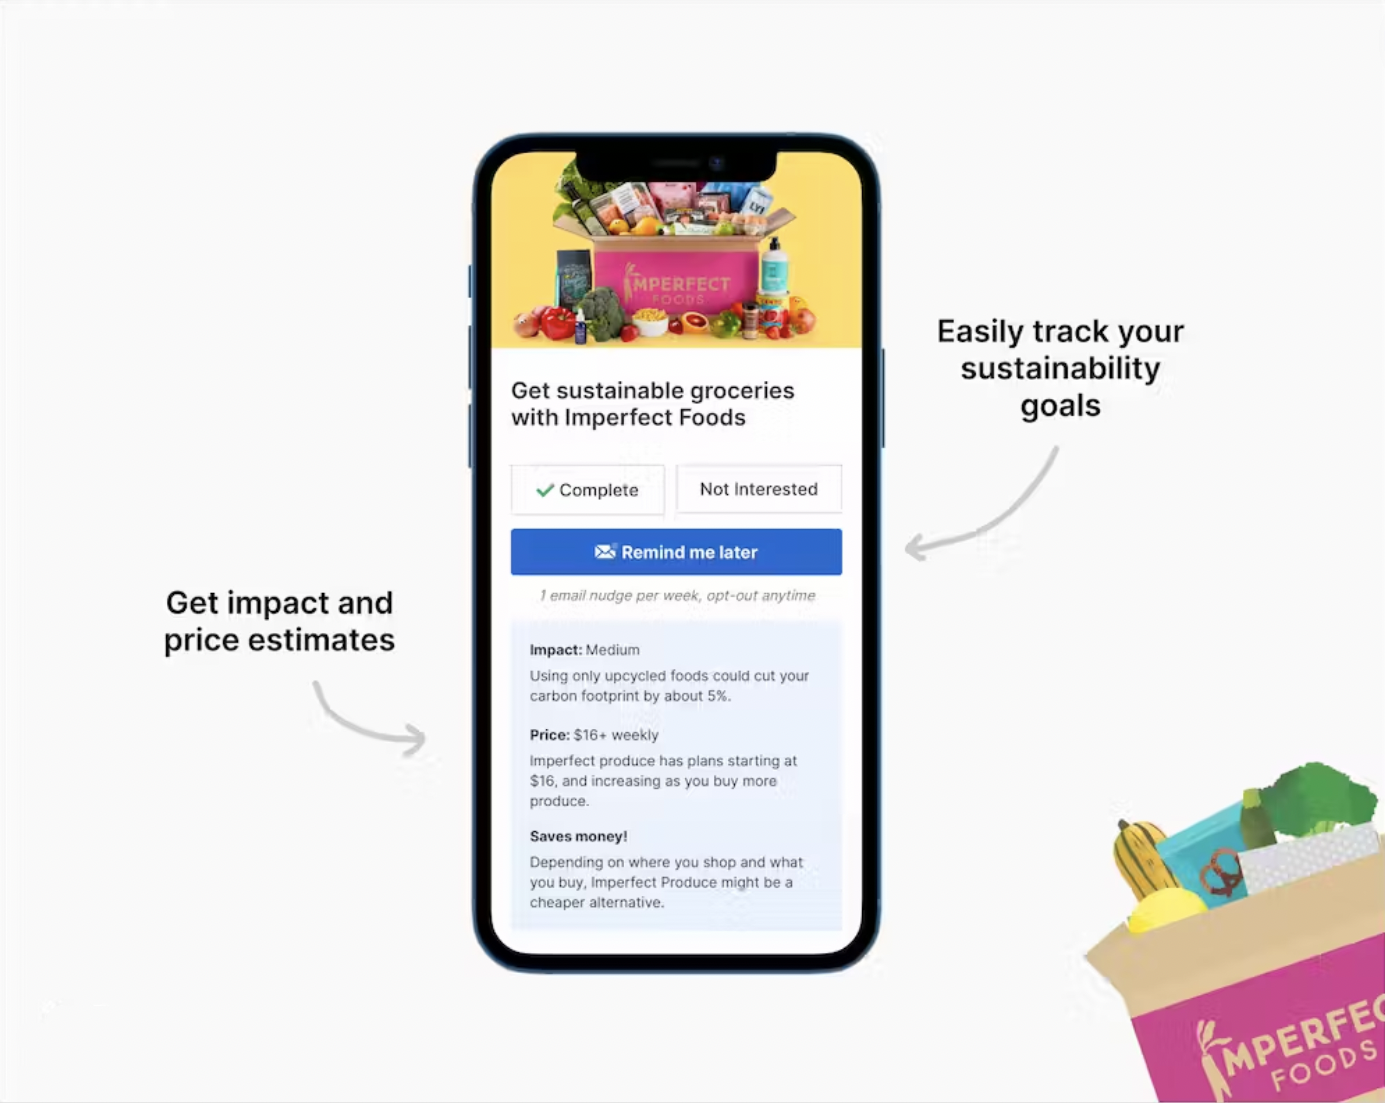 IMPERFECT
FOODS
Get sustainable groceries
with Imperfect Foods
Complete
Not Interested
Remind me later
1 email nudge per week, opt-out anytime
Impact: Medium
Using only upcycled foods could cut your
carbon footprint by about 5%.
Price: $16+ weekly
Imperfect produce has plans starting at
$16, and increasing as you buy more
produce.
Saves money!
Depending on where you shop and what
you buy, Imperfect Produce might be a
cheaper alternative.
Easily track your
sustainability
goals
Get impact and
price estimates
IMPERFEC
FOODS